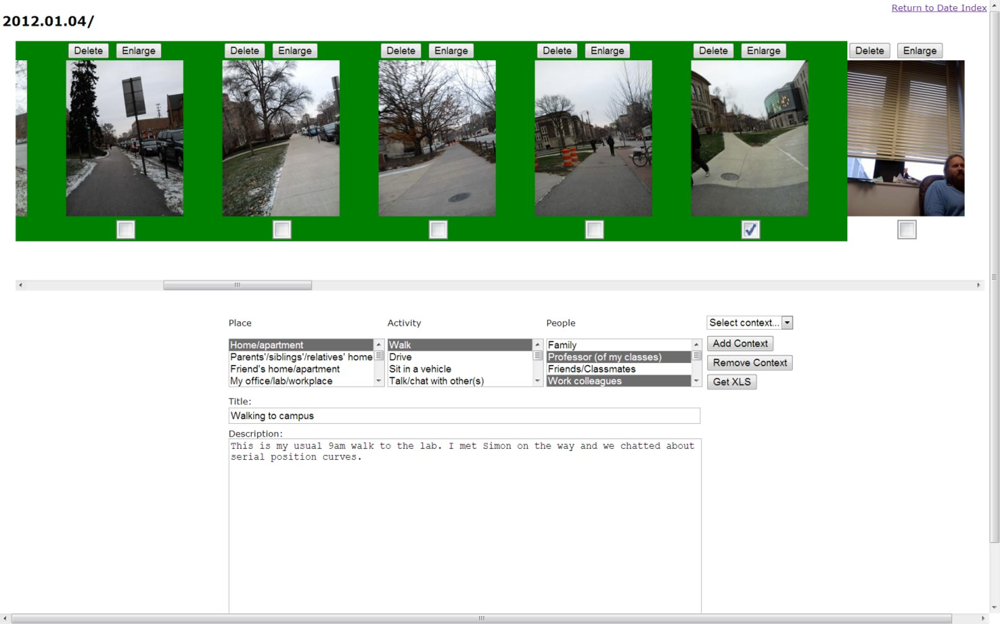 Return to Date Index
2012.01.04/
Delete Enlarge Delete Enlarge Delete Enlarge Delete Enlarge Delete Enlarge Delete Enlarge
Place Activity People Select context...
Home/apartment Walk Family Add Context
Parents'/siblings'/relatives' home Drive Professor (of my classes) Remove Context
Friend's home/apartment Sit in a vehicle Friends/Classmates
My office/lab/workplace Talk/chat with other(s) Work colleagues Get XLS
Title:
Walking to campus
Description:
This is my usual 9am walk to the lab. I met Simon on the way and we chatted about
serial position curves.